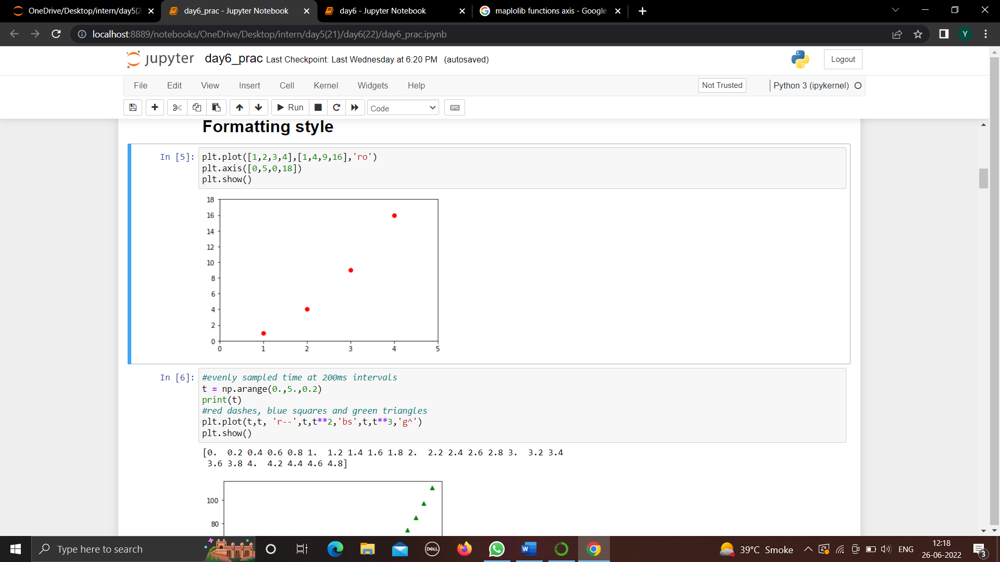 OneDrive/Desktop/intern/day5(2
day6_prac - Jupyter Notebook
day6 - Jupyter Notebook
maplolib functions axis - Google
localhost:8889/notebooks/OneDrive/Desktop/intern/day5(21)/day6(22)/day6_prac.ipynb
Y
jupyter day6_prac Last Checkpoint: Last Wednesday at 6:20 PM (autosaved)
Logout
File Edit View Insert Cell Kernel Widgets Help
Not Trusted
Python 3 (ipykernel)
Run
Code
Formatting style
In [5]: plt.plot([1,2,3,4],[1,4,9,16],'ro')
plt.axis([0,5,0,18])
plt.show()
18
16
14
12
10
8
6
4
2
0
0 1 2 3 4 5
In [6]: #evenly sampled time at 200ms intervals
t = np.arange(0.,5.,0.2)
print(t)
#red dashes, blue squares and green triangles
plt.plot(t,t, 'r--',t,t**2,'bs',t,t**3,'g^')
plt.show()
[0.  0.2 0.4 0.6 0.8 1.  1.2 1.4 1.6 1.8 2.  2.2 2.4 2.6 2.8 3.  3.2 3.4
 3.6 3.8 4.  4.2 4.4 4.6 4.8]
100
80
Type here to search
DELL
W
39°C Smoke
ENG
12:18
26-06-2022
3